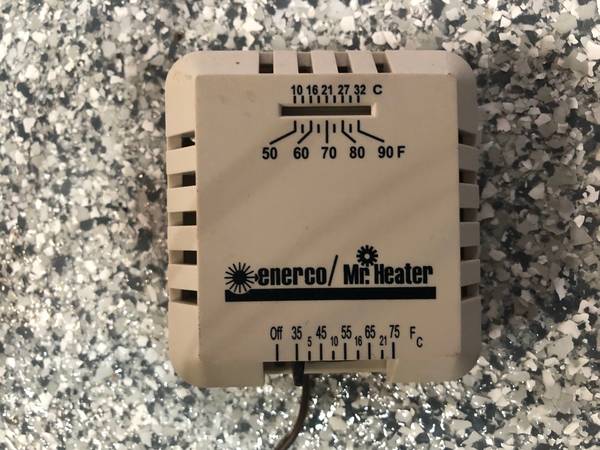 10 16 21 27 32 C
50 60 70 80 90 F
enerco/ Mr. Heater
Off 35 45 55 65 75 F
5 10 16 21 C